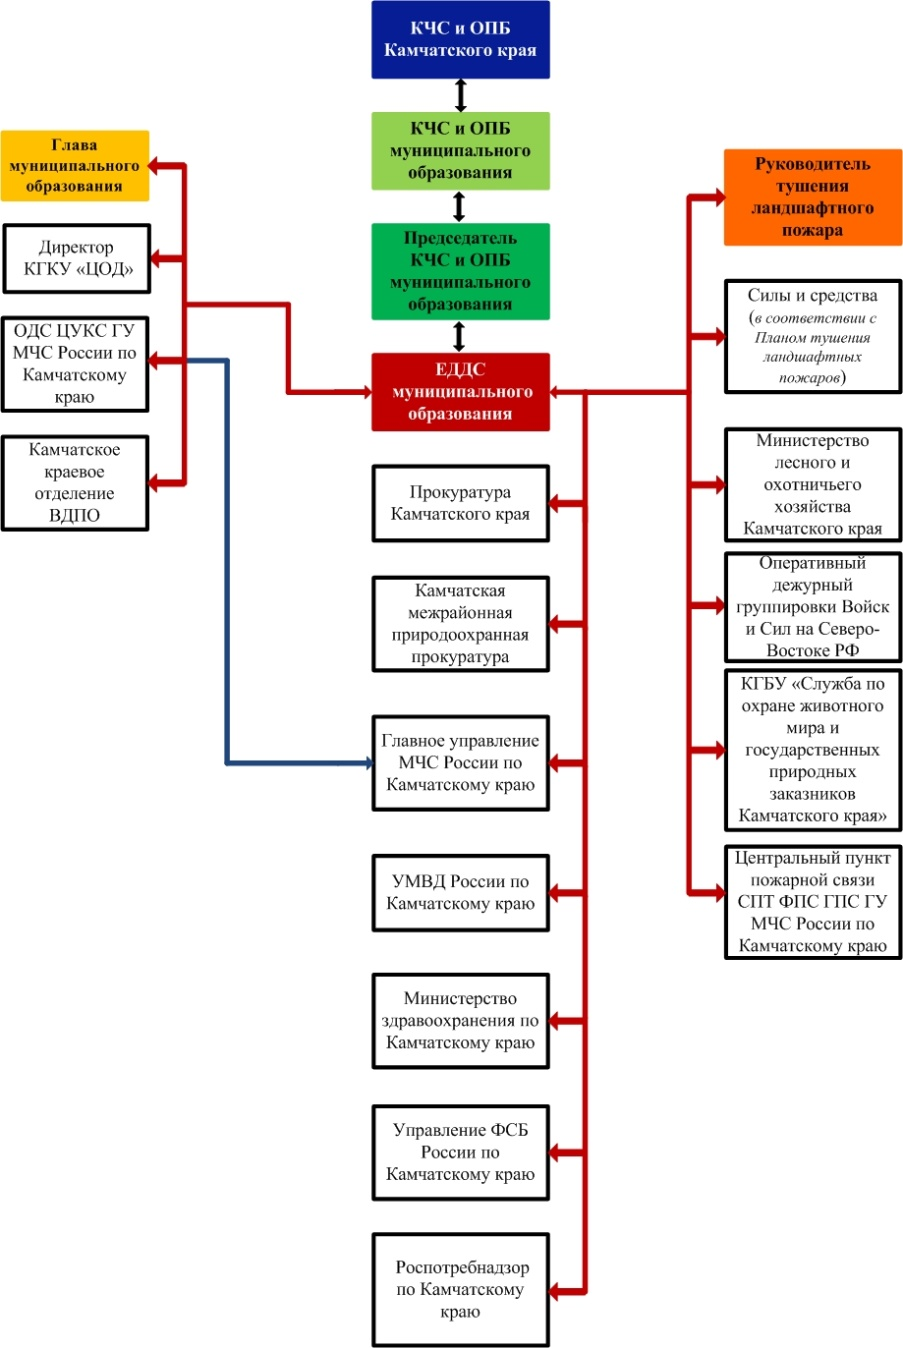 КЧС и ОПБ
Камчатского края
КЧС и ОПБ
муниципального
образования
Председатель
КЧС и ОПБ
муниципального
образования
ЕДДС
муниципального
образования
Глава
муниципального
образования
Директор
КГКУ «ЦОД»
ОДС ЦУКС ГУ
МЧС России по
Камчатскому
краю
Камчатское
краевое
отделение
ВДПО
Прокуратура
Камчатского края
Камчатская
межрайонная
природоохранная
прокуратура
Главное управление
МЧС России по
Камчатскому краю
УМВД России по
Камчатскому краю
Министерство
здравоохранения по
Камчатскому краю
Управление ФСБ
России по
Камчатскому краю
Роспотребнадзор
по Камчатскому
краю
Руководитель
тушения
ландшафтного
пожара
Силы и средства
(в соответствии с
Планом тушения
ландшафтных
пожаров)
Министерство
лесного и
охотничьего
хозяйства
Камчатского края
Оперативный
дежурный
группировки Войск
и Сил на Северо-
Востоке РФ
КГБУ «Служба по
охране животного
мира и
государственных
природных
заказников
Камчатского края»
Центральный пункт
пожарной связи
СПТ ФПС ГПС ГУ
МЧС России по
Камчатскому краю